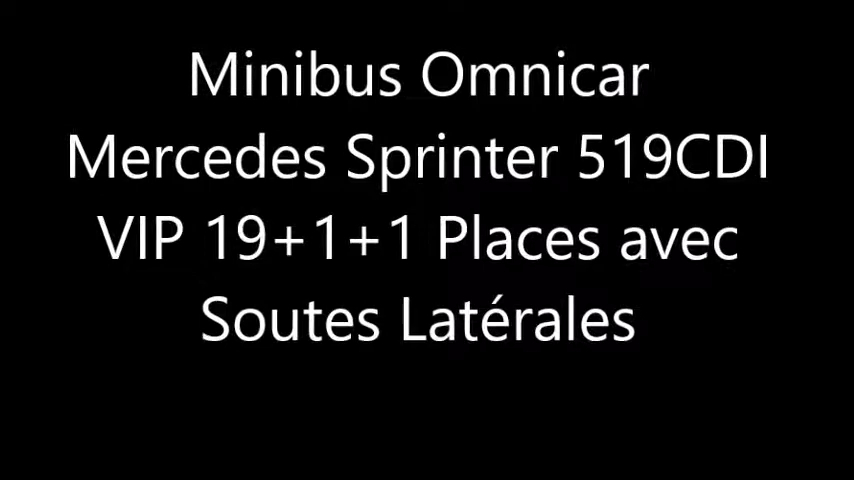 Minibus Omnicar
Mercedes Sprinter 519CDI
VIP 19+1+1 Places avec
Soutes Latérales